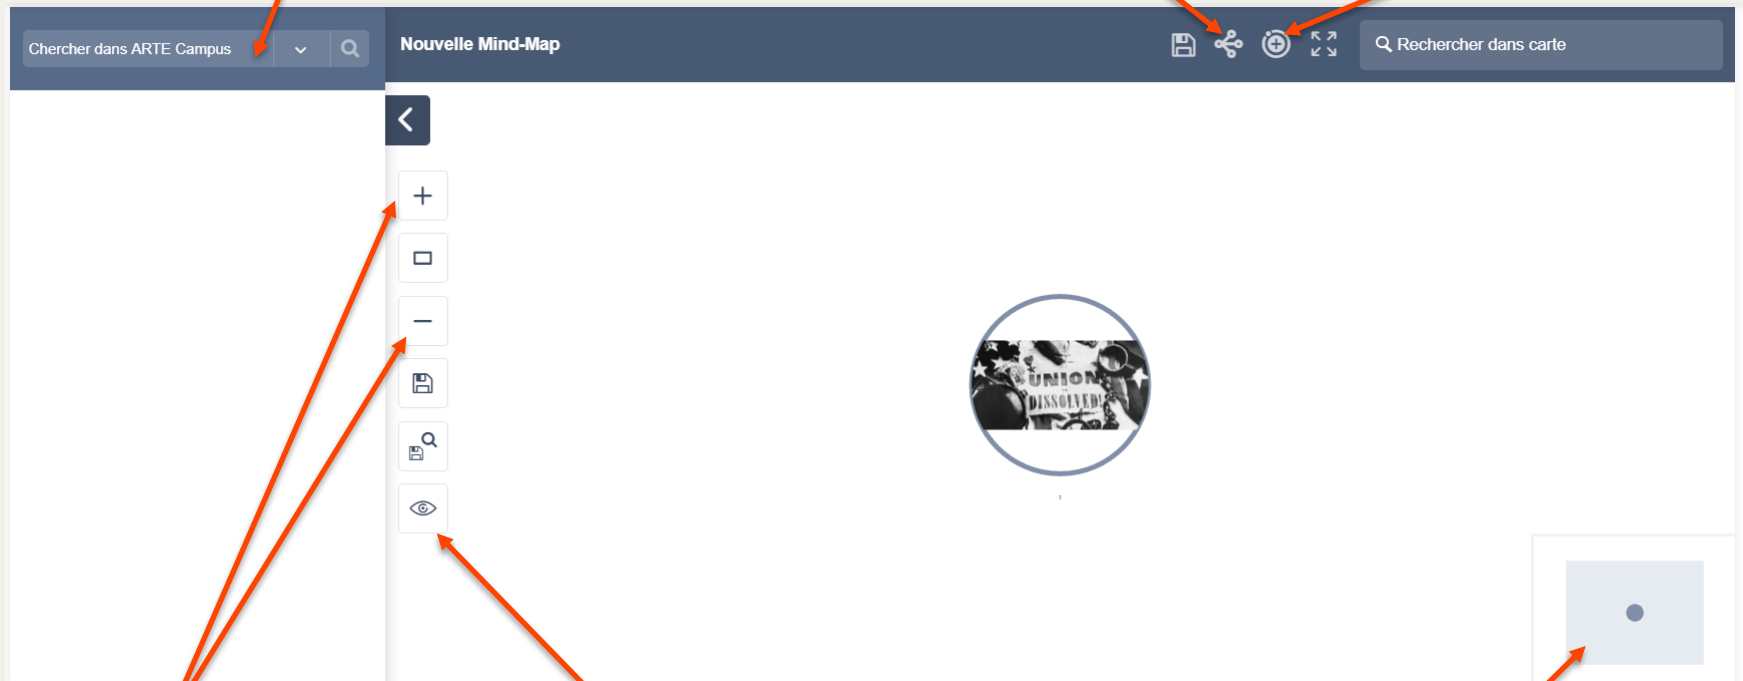 Chercher dans ARTE Campus
Nouvelle Mind-Map
Rechercher dans carte
UNION
DISSOLVED!
,